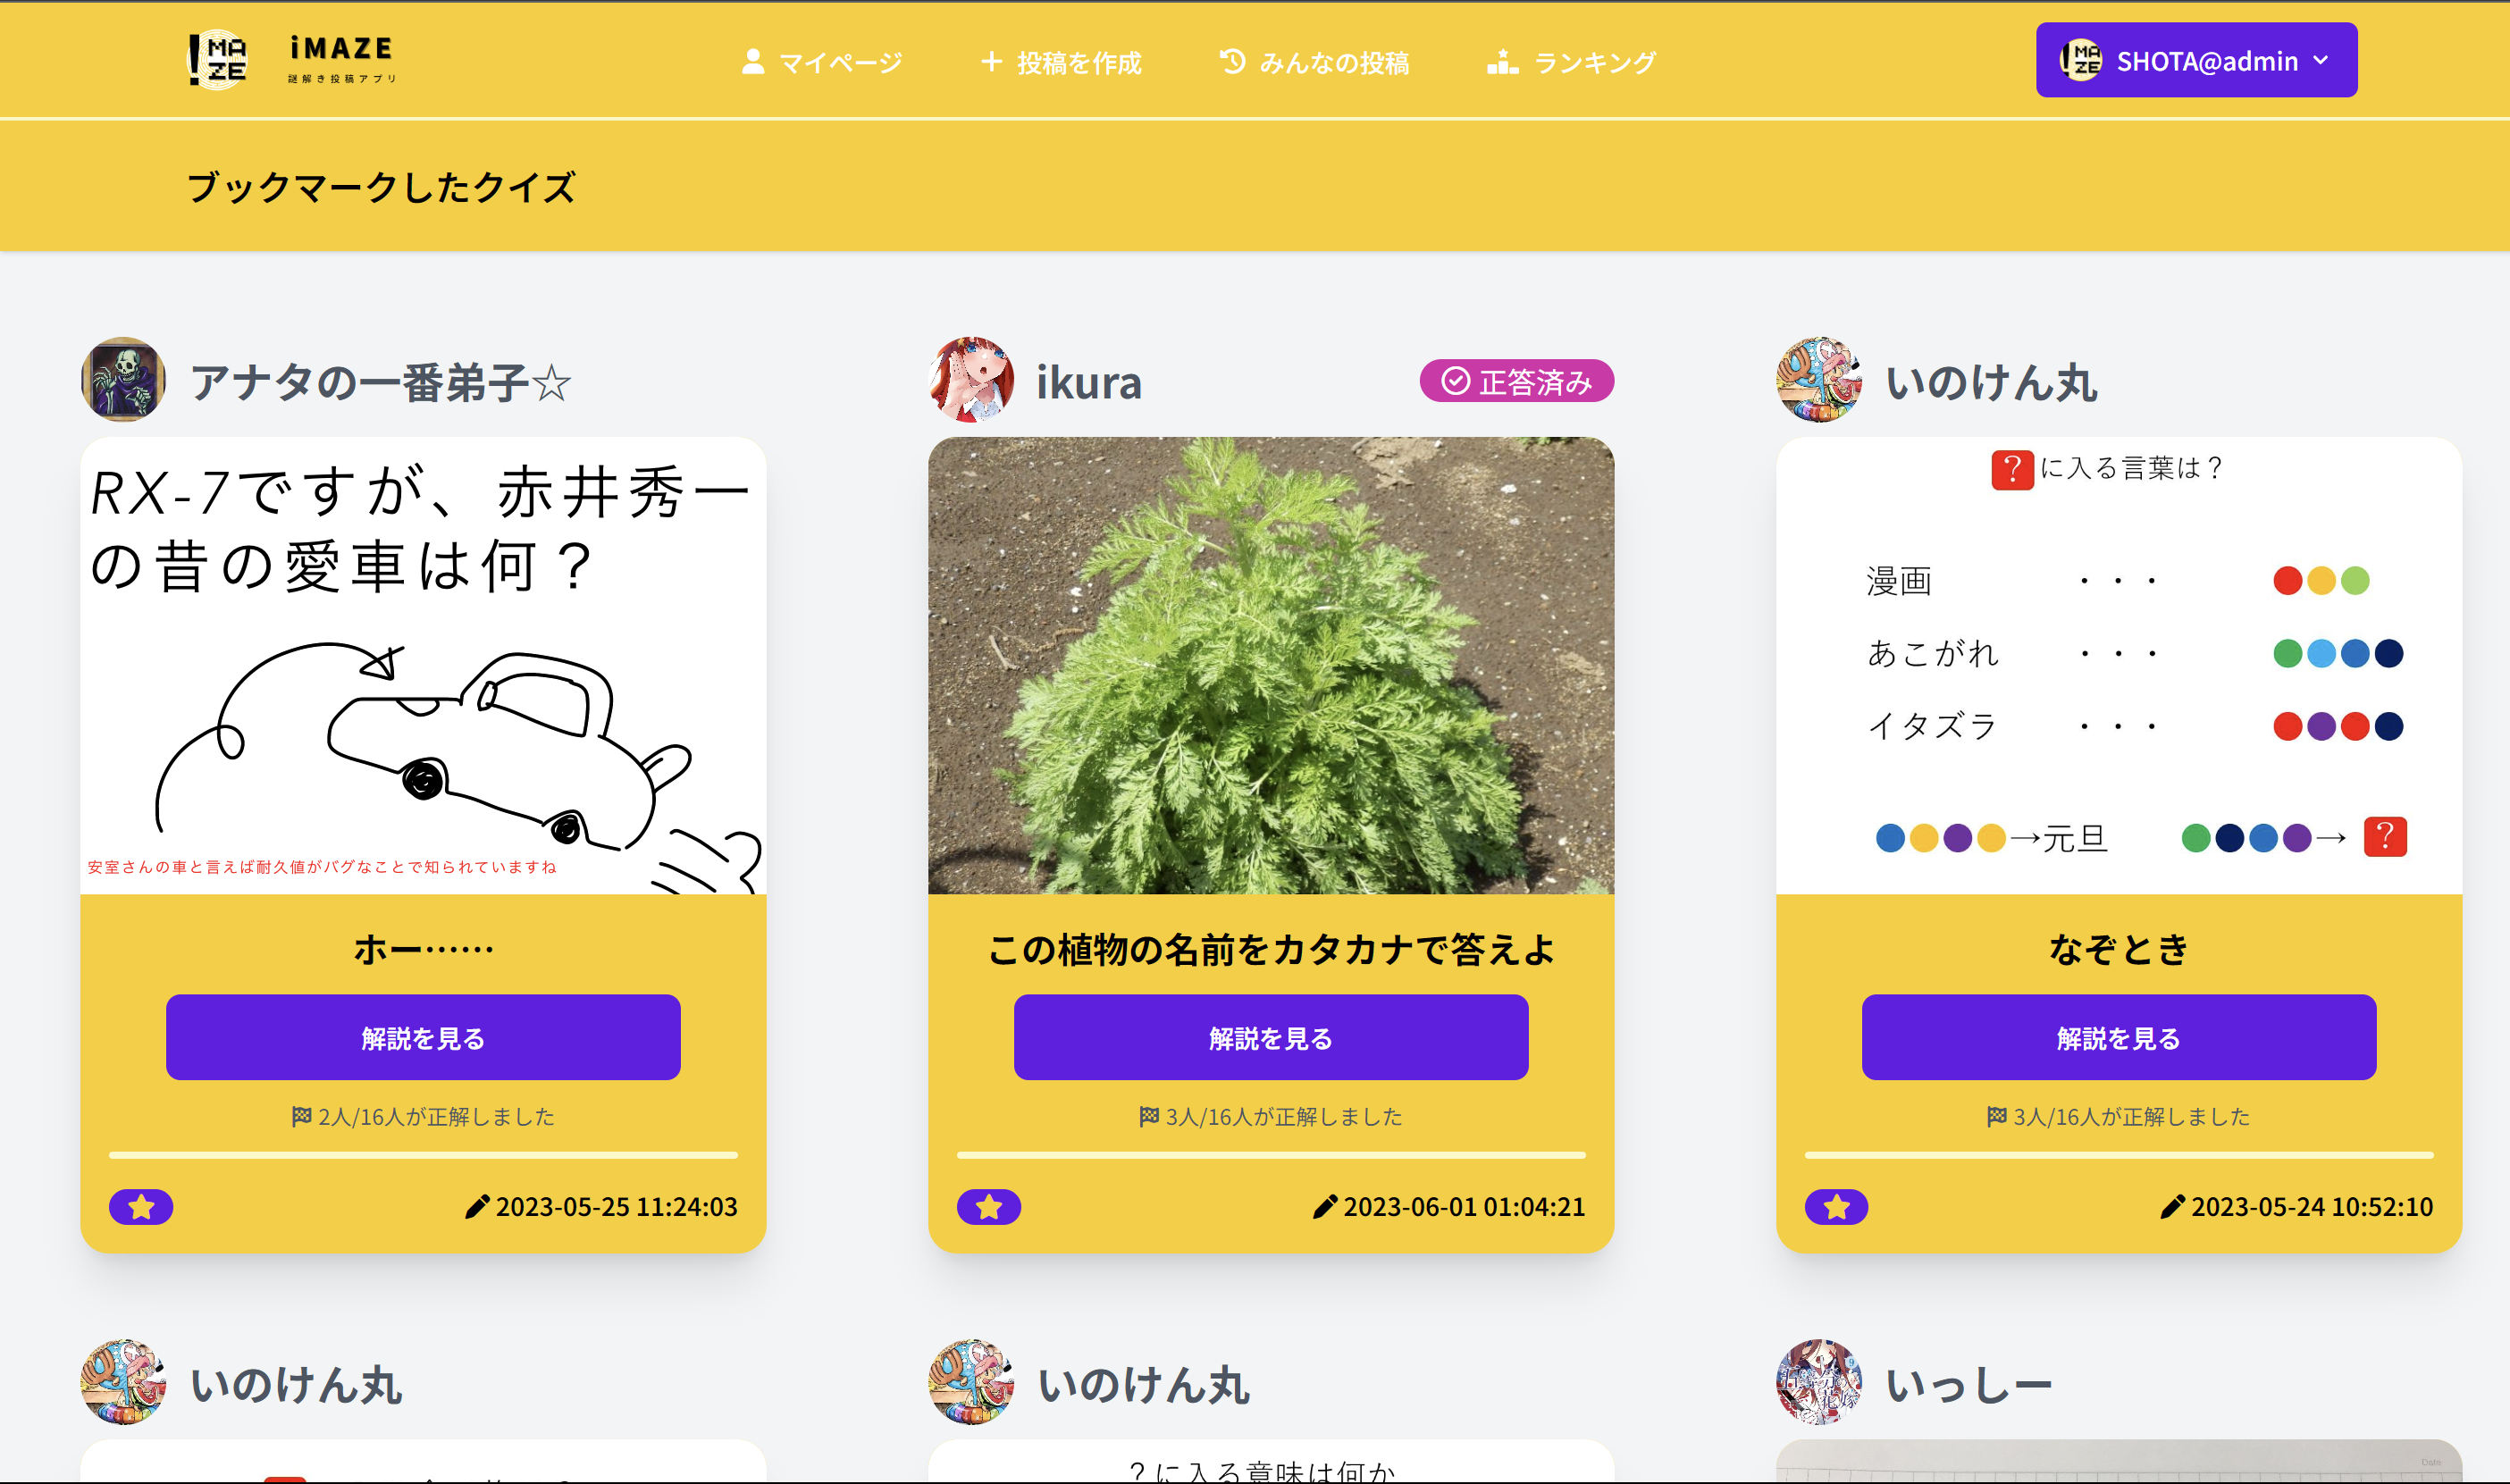 !MAZE
iMAZE
謎解き投稿アプリ
マイページ
投稿を作成
みんなの投稿
ランキング
!MAZE
SHOTA@admin
ブックマークしたクイズ
アナタの一番弟子☆
RX-7ですが、赤井秀一
の昔の愛車は何？
安室さんの車と言えば耐久値がバグなことで知られていますね
ホー……
解説を見る
2人/16人が正解しました
2023-05-25 11:24:03
ikura
正答済み
この植物の名前をカタカナで答えよ
解説を見る
3人/16人が正解しました
2023-06-01 01:04:21
いのけん丸
?に入る言葉は？
漫画 ・・・
あこがれ ・・・
イタズラ ・・・
→元旦 → ?
なぞとき
解説を見る
3人/16人が正解しました
2023-05-24 10:52:10
いのけん丸
いのけん丸
？に入る意味は何か
いっしー
Date